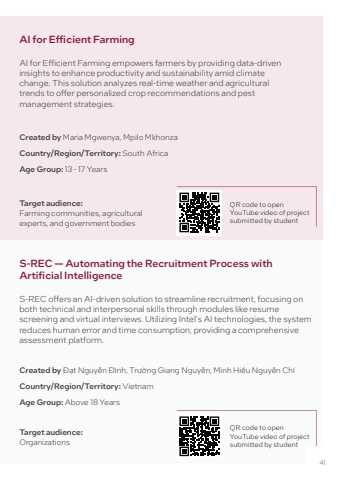 AI for Efficient Farming
AI for Efficient Farming empowers farmers by providing data-driven
insights to enhance productivity and sustainability amid climate
change. This solution analyzes real-time weather and agricultural
trends to offer personalized crop recommendations and pest
management strategies.
Created by Maria Mgwenya, Mpilo Mkhonza
Country/Region/Territory: South Africa
Age Group: 13 - 17 Years
Target audience:
Farming communities, agricultural
experts, and government bodies
QR code to open
YouTube video of project
submitted by student
S-REC — Automating the Recruitment Process with
Artificial Intelligence
S-REC offers an AI-driven solution to streamline recruitment, focusing on
both technical and interpersonal skills through modules like resume
screening and virtual interviews. Utilizing Intel's AI technologies, the system
reduces human error and time consumption, providing a comprehensive
assessment platform.
Created by Đạt Nguyễn Đình, Trường Giang Nguyễn, Minh Hiếu Nguyễn Chí
Country/Region/Territory: Vietnam
Age Group: Above 18 Years
Target audience:
Organizations
QR code to open
YouTube video of project
submitted by student
41